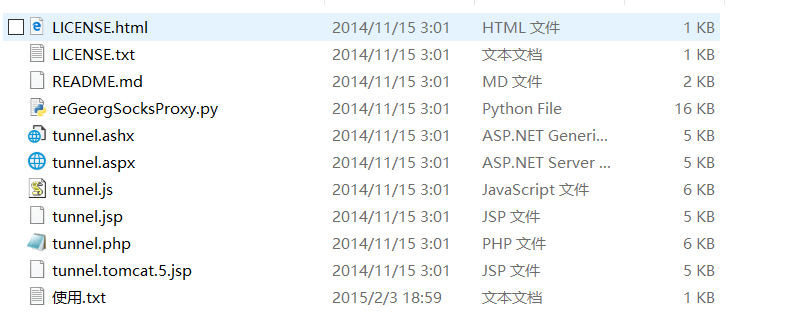 LICENSE.html 2014/11/15 3:01 HTML 文件 1 KB
LICENSE.txt 2014/11/15 3:01 文本文档 1 KB
README.md 2014/11/15 3:01 MD 文件 2 KB
reGeorgSocksProxy.py 2014/11/15 3:01 Python File 16 KB
tunnel.ashx 2014/11/15 3:01 ASP.NET Generi... 5 KB
tunnel.aspx 2014/11/15 3:01 ASP.NET Server ... 5 KB
tunnel.js 2014/11/15 3:01 JavaScript 文件 6 KB
tunnel.jsp 2014/11/15 3:01 JSP 文件 5 KB
tunnel.php 2014/11/15 3:01 PHP 文件 6 KB
tunnel.tomcat.5.jsp 2014/11/15 3:01 JSP 文件 5 KB
使用.txt 2015/2/3 18:59 文本文档 1 KB